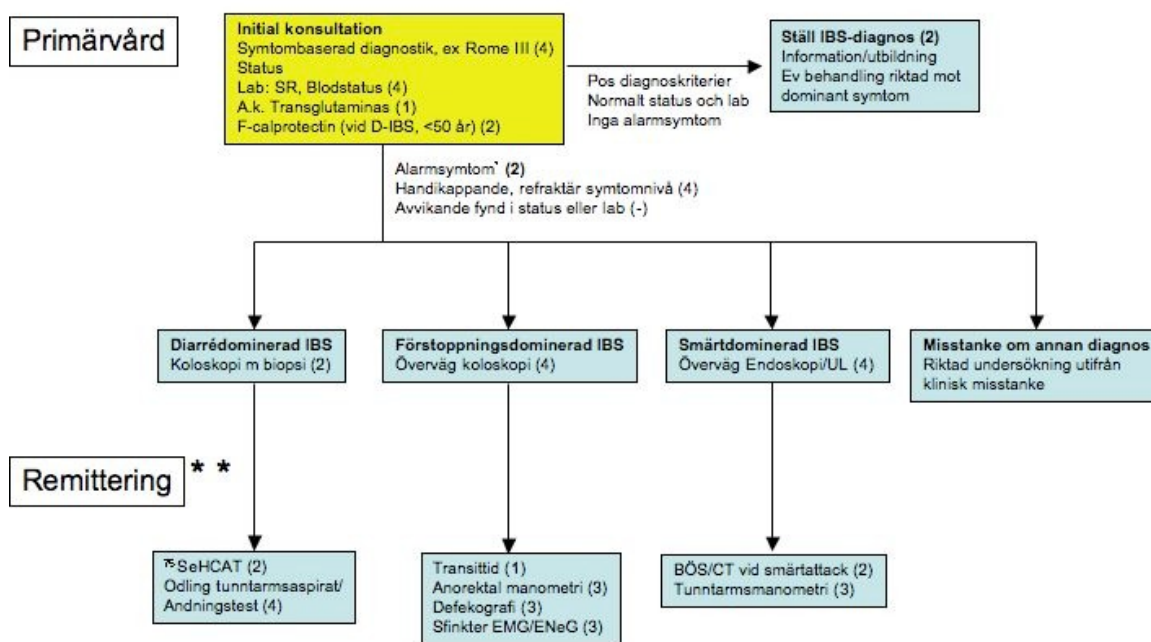 Primärvård
Initial konsultation
Symtombaserad diagnostik, ex Rome III (4)
Status
Lab: SR, Blodstatus (4)
A.k. Transglutaminas (1)
F-calprotectin (vid D-IBS, <50 år) (2)
Pos diagnoskriterier
Normalt status och lab
Inga alarmsymtom
Ställ IBS-diagnos (2)
Information/utbildning
Ev behandling riktad mot
dominant symtom
Alarmsymtom` (2)
Handikappande, refraktär symtomnivå (4)
Avvikande fynd i status eller lab (-)
Diarrédominerad IBS
Koloskopi m biopsi (2)
Förstoppningsdominerad IBS
Överväg koloskopi (4)
Smärtdominerad IBS
Överväg Endoskopi/UL (4)
Misstanke om annan diagnos
Riktad undersökning utifrån
klinisk misstanke
Remittering * *
⁷⁵SeHCAT (2)
Odling tunntarmsaspirat/
Andningstest (4)
Transittid (1)
Anorektal manometri (3)
Defekografi (3)
Sfinkter EMG/ENeG (3)
BÖS/CT vid smärtattack (2)
Tunntarmsmanometri (3)